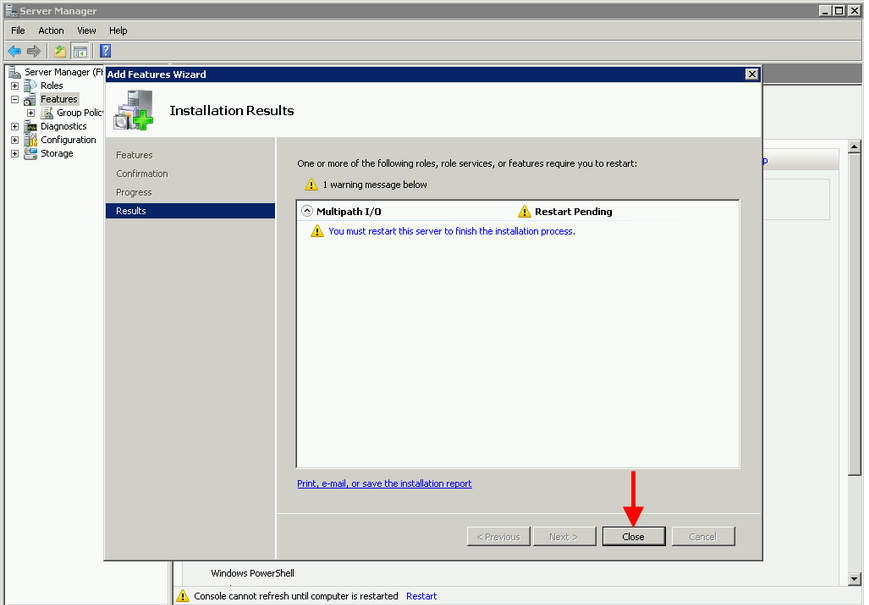 Server Manager
File Action View Help
Server Manager (F
Roles
Features
Group Polic
Diagnostics
Configuration
Storage
Add Features Wizard
Installation Results
Features
Confirmation
Progress
Results
One or more of the following roles, role services, or features require you to restart:
1 warning message below
Multipath I/O Restart Pending
You must restart this server to finish the installation process.
Print, e-mail, or save the installation report
< Previous Next > Close Cancel
p
Windows PowerShell
Console cannot refresh until computer is restarted Restart